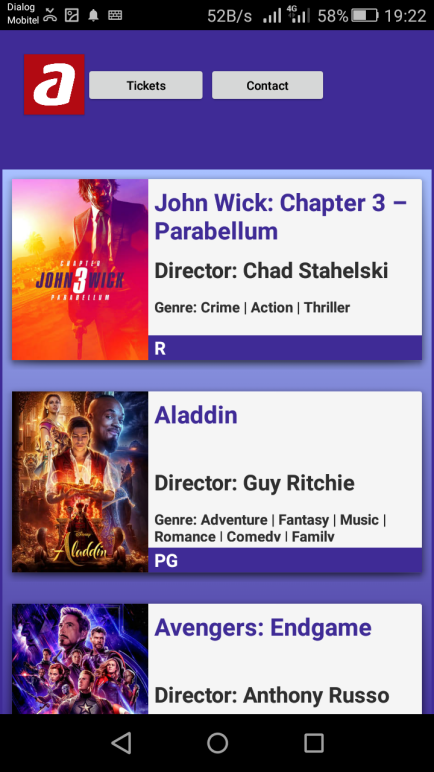 Dialog
Mobitel
52B/s 4G 58% 19:22
a
Tickets
Contact
John Wick: Chapter 3 –
Parabellum
Director: Chad Stahelski
Genre: Crime | Action | Thriller
R
CHAPTER
JOHN 3 WICK
PARABELLUM
Aladdin
Director: Guy Ritchie
Genre: Adventure | Fantasy | Music |
Romance | Comedy | Family
PG
Disney
Aladdin
Avengers: Endgame
Director: Anthony Russo